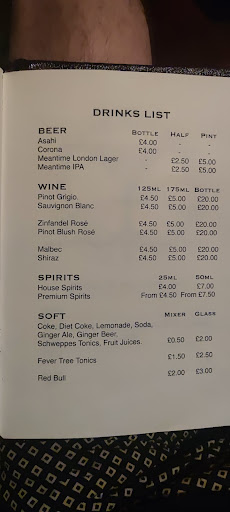 DRINKS LIST
BEER BOTTLE HALF PINT
Asahi £4.00 - -
Corona £4.00 - -
Meantime London Lager - £2.50 £5.00
Meantime IPA - £2.50 £5.00
WINE 125ML 175ML BOTTLE
Pinot Grigio £4.50 £5.00 £20.00
Sauvignon Blanc £4.50 £5.00 £20.00
Zinfandel Rosé £4.50 £5.00 £20.00
Pinot Blush Rosé £4.50 £5.00 £20.00
Malbec £4.50 £5.00 £20.00
Shiraz £4.50 £5.00 £20.00
SPIRITS 25ML 50ML
House Spirits £4.00 £7.00
Premium Spirits From £4.50 From £7.50
SOFT MIXER GLASS
Coke, Diet Coke, Lemonade, Soda,
Ginger Ale, Ginger Beer,
Schweppes Tonics, Fruit Juices. £0.50 £2.00
Fever Tree Tonics £1.50 £2.50
Red Bull £2.00 £3.00